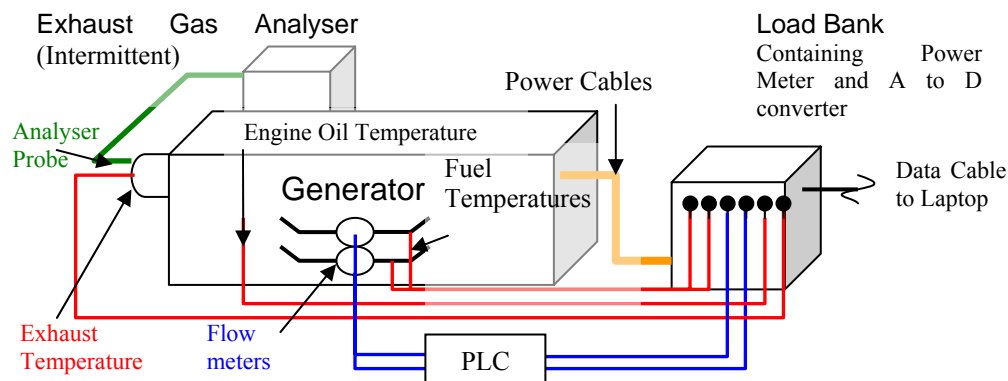 Exhaust Gas Analyser
(Intermittent)
Load Bank
Containing Power
Meter and A to D
converter
Power Cables
Analyser
Probe
Engine Oil Temperature
Fuel
Temperatures
Generator
Data Cable
to Laptop
Exhaust
Temperature
Flow
meters
PLC